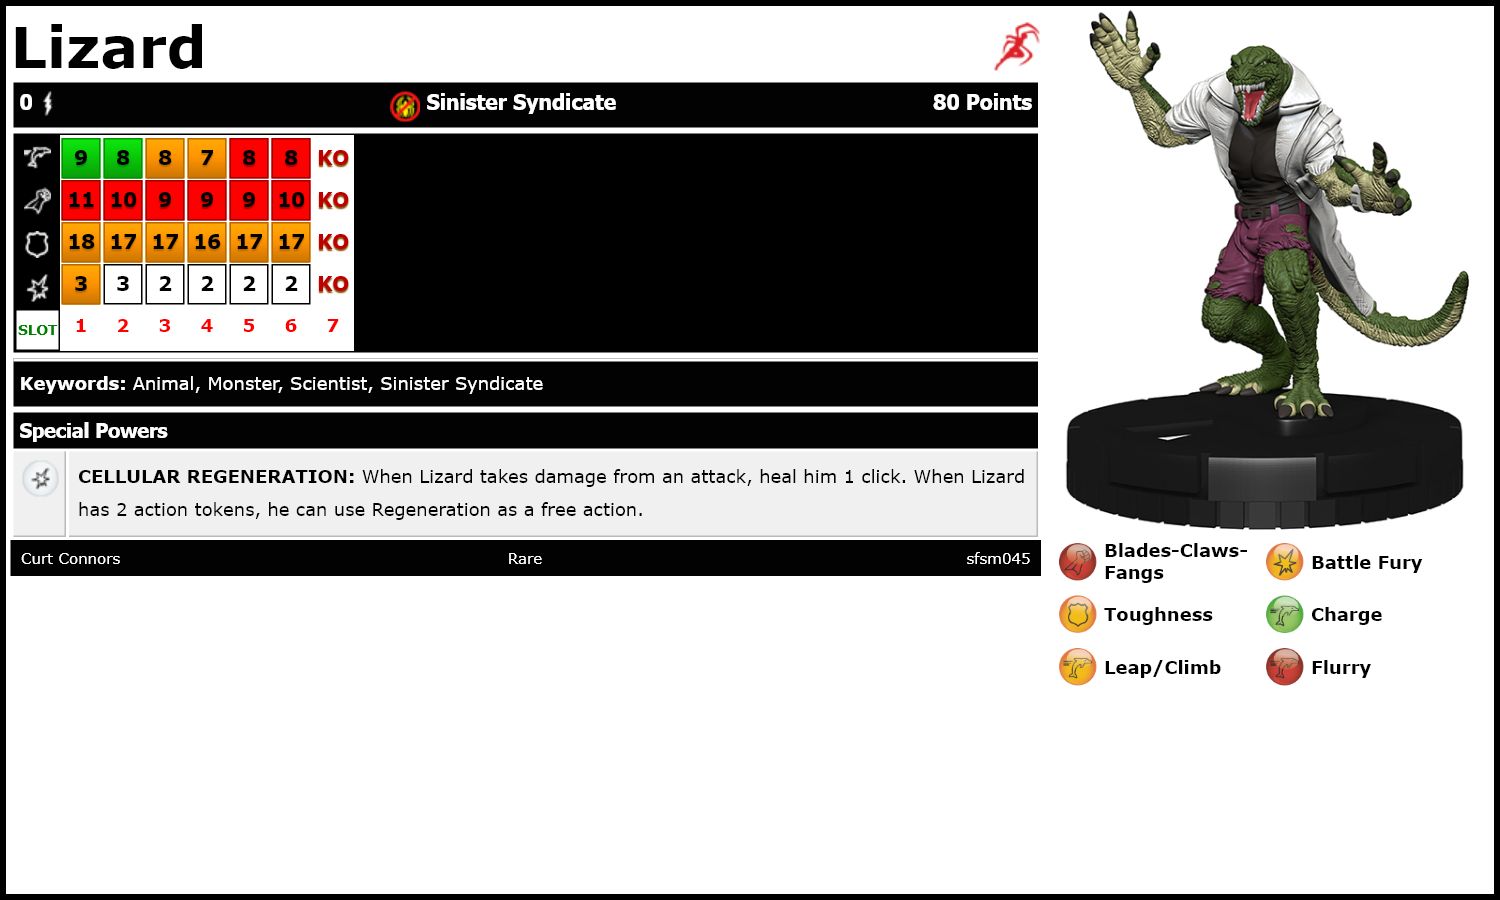 Lizard
0 Sinister Syndicate 80 Points
9 8 8 7 8 8 KO
11 10 9 9 9 10 KO
18 17 17 16 17 17 KO
3 3 2 2 2 2 KO
SLOT 1 2 3 4 5 6 7
Keywords: Animal, Monster, Scientist, Sinister Syndicate
Special Powers
CELLULAR REGENERATION: When Lizard takes damage from an attack, heal him 1 click. When Lizard
has 2 action tokens, he can use Regeneration as a free action.
Curt Connors Rare sfsm045
Blades-Claws-
Fangs
Battle Fury
Toughness
Charge
Leap/Climb
Flurry